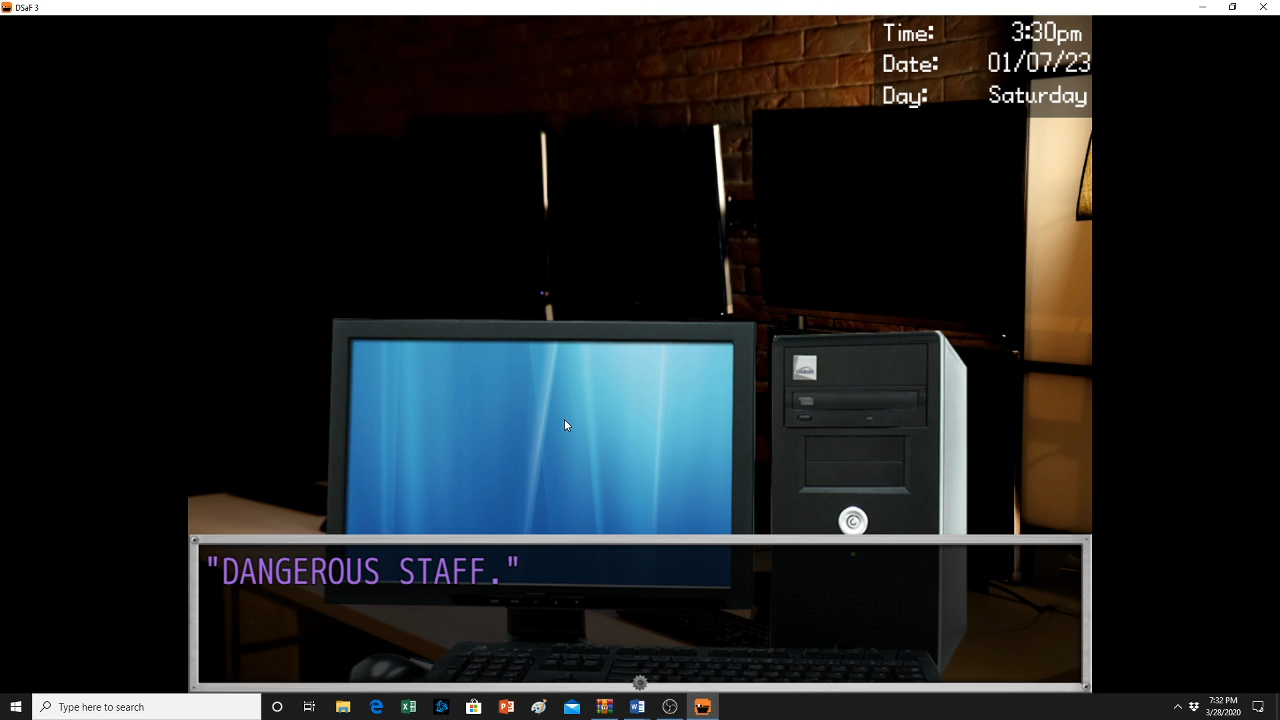 DSaF 3
Time: 3:30pm
Date: 01/07/23
Day: Saturday
"DANGEROUS STAFF."
Type here to search
7:32 PM
3/28/2020